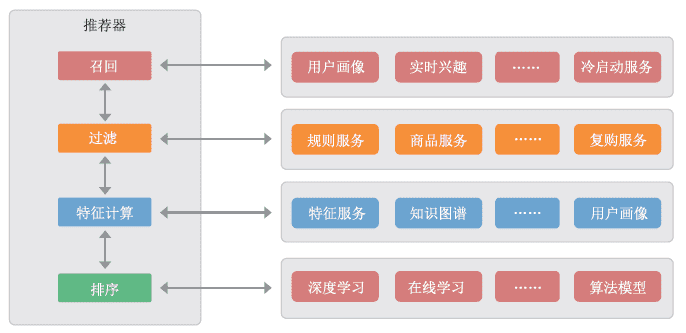 推荐器
召回
用户画像 实时兴趣 …… 冷启动服务
过滤
规则服务 商品服务 …… 复购服务
特征计算
特征服务 知识图谱 …… 用户画像
排序
深度学习 在线学习 …… 算法模型